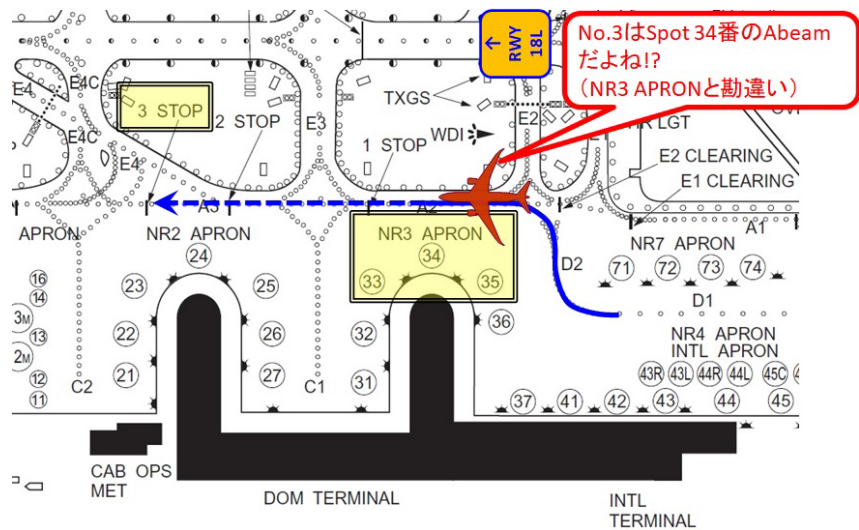 ↑
RWY
18L
No.3はSpot 34番のAbeam
だよね!?
（NR3 APRONと勘違い）
E4
E4C
3 STOP
2 STOP
TXGS
E4C
E3
WDI
E2
HR LGT
E4
1 STOP
E2 CLEARING
E1 CLEARING
A3
A2
A1
APRON
NR2 APRON
NR3 APRON
NR7 APRON
24
34
D2
71
72
73
74
16
14
23
25
33
35
D1
3M
13
22
26
32
36
NR4 APRON
INTL APRON
2M
12
11
21
27
31
43R
43L
44R
44L
45C
C2
C1
37
41
42
43
44
45
CAB OPS
MET
DOM TERMINAL
INTL
TERMINAL